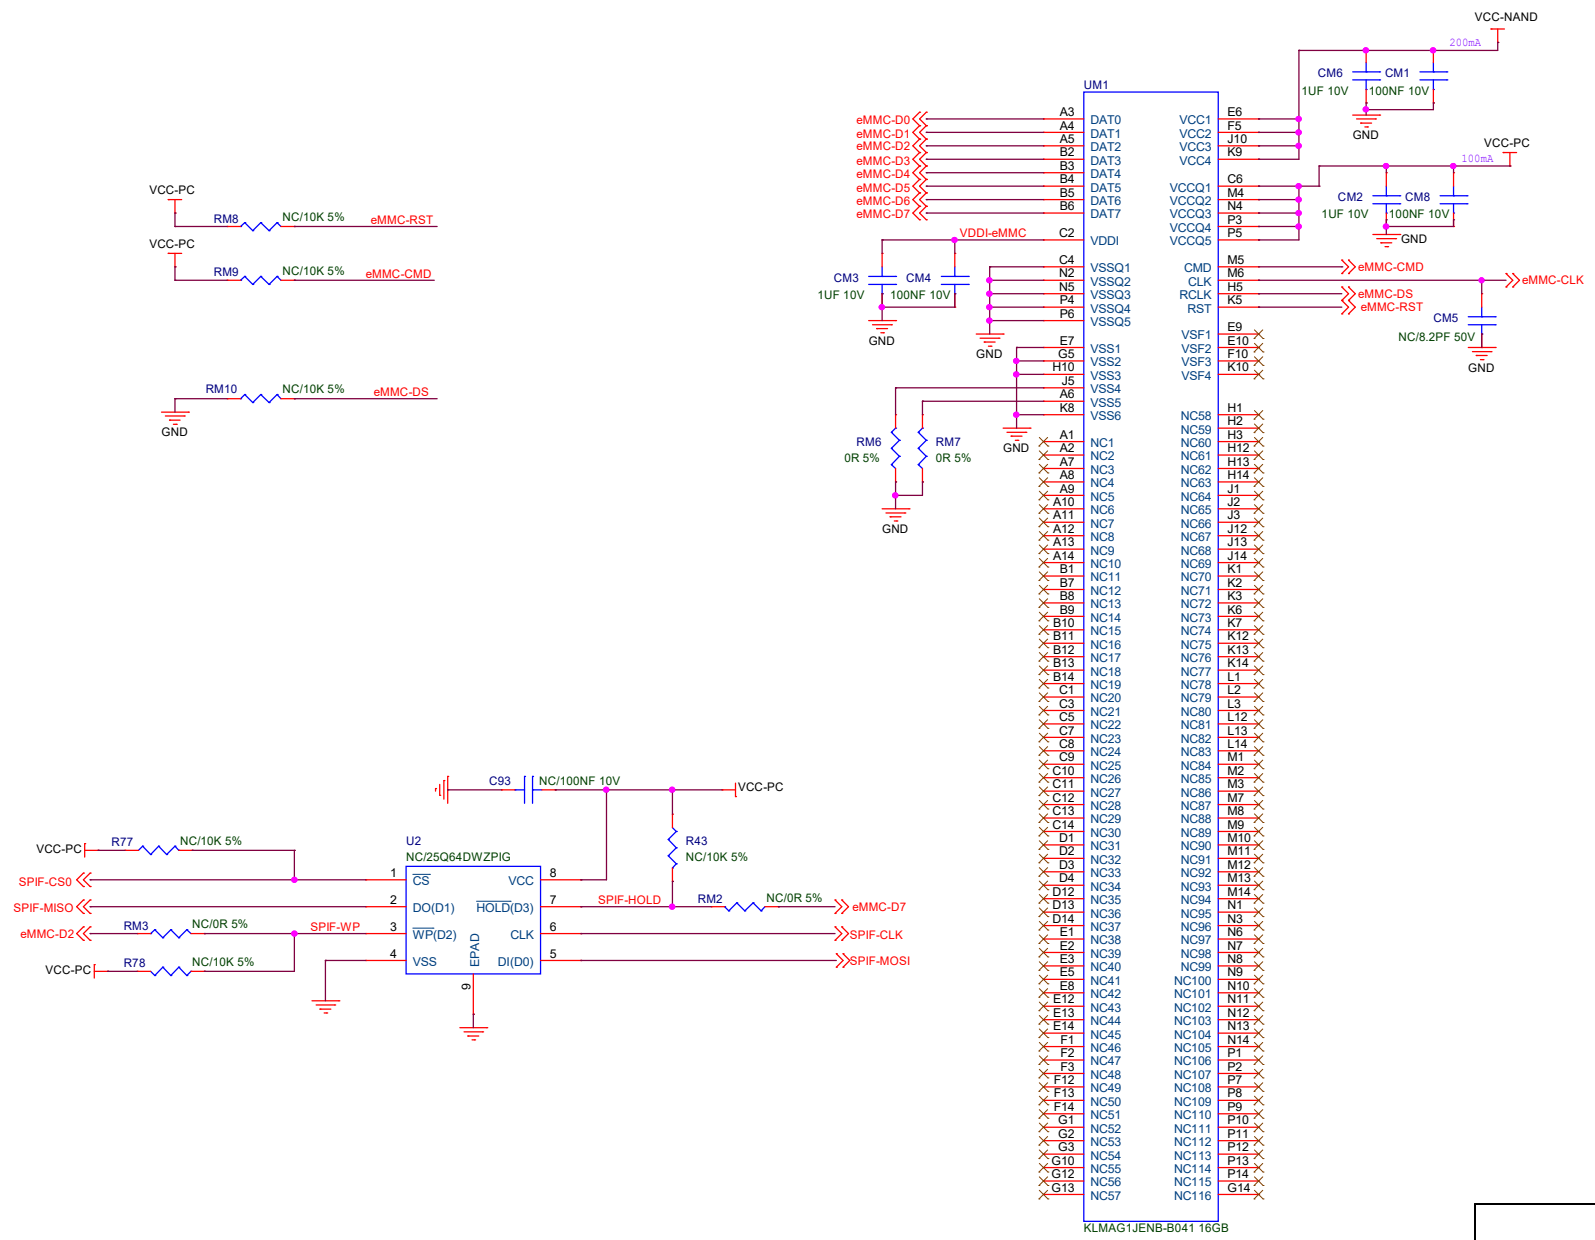 VCC-NAND
200mA
CM6
CM1
1UF 10V
100NF 10V
GND
VCC-PC
100mA
CM2
CM8
1UF 10V
100NF 10V
GND
UM1
eMMC-D0 A3 DAT0
eMMC-D1 A4 DAT1
eMMC-D2 A5 DAT2
eMMC-D3 B2 DAT3
eMMC-D4 B3 DAT4
eMMC-D5 B4 DAT5
eMMC-D6 B5 DAT6
eMMC-D7 B6 DAT7
VDDI-eMMC C2 VDDI
CM3
CM4
1UF 10V
100NF 10V
GND
C4 VSSQ1
N2 VSSQ2
N5 VSSQ3
P4 VSSQ4
P6 VSSQ5
GND
E7 VSS1
G5 VSS2
H10 VSS3
J5 VSS4
A6 VSS5
K8 VSS6
GND
RM6
0R 5%
RM7
0R 5%
GND
A1 NC1
A2 NC2
A7 NC3
A8 NC4
A9 NC5
A10 NC6
A11 NC7
A12 NC8
A13 NC9
A14 NC10
B1 NC11
B7 NC12
B8 NC13
B9 NC14
B10 NC15
B11 NC16
B12 NC17
B13 NC18
B14 NC19
C1 NC20
C3 NC21
C5 NC22
C7 NC23
C8 NC24
C9 NC25
C10 NC26
C11 NC27
C12 NC28
C13 NC29
C14 NC30
D1 NC31
D2 NC32
D3 NC33
D4 NC34
D12 NC35
D13 NC36
D14 NC37
E1 NC38
E2 NC39
E3 NC40
E5 NC41
E8 NC42
E12 NC43
E13 NC44
E14 NC45
F1 NC46
F2 NC47
F3 NC48
F12 NC49
F13 NC50
F14 NC51
G1 NC52
G2 NC53
G3 NC54
G10 NC55
G12 NC56
G13 NC57
VCC1 E6
VCC2 F5
VCC3 J10
VCC4 K9
VCCQ1 C6
VCCQ2 M4
VCCQ3 N4
VCCQ4 P3
VCCQ5 P5
CMD M5 eMMC-CMD
CLK M6 eMMC-CLK
RCLK H5 eMMC-DS
RST K5 eMMC-RST
CM5
NC/8.2PF 50V
GND
VSF1 E9
VSF2 E10
VSF3 F10
VSF4 K10
NC58 H1
NC59 H2
NC60 H3
NC61 H12
NC62 H13
NC63 H14
NC64 J1
NC65 J2
NC66 J3
NC67 J12
NC68 J13
NC69 J14
NC70 K1
NC71 K2
NC72 K3
NC73 K6
NC74 K7
NC75 K12
NC76 K13
NC77 K14
NC78 L1
NC79 L2
NC80 L3
NC81 L12
NC82 L13
NC83 L14
NC84 M1
NC85 M2
NC86 M3
NC87 M7
NC88 M8
NC89 M9
NC90 M10
NC91 M11
NC92 M12
NC93 M13
NC94 M14
NC95 N1
NC96 N3
NC97 N6
NC98 N7
NC99 N8
NC100 N9
NC101 N10
NC102 N11
NC103 N12
NC104 N13
NC105 N14
NC106 P1
NC107 P2
NC108 P7
NC109 P8
NC110 P9
NC111 P10
NC112 P11
NC113 P12
NC114 P13
NC115 P14
NC116 G14
KLMAG1JENB-B041 16GB
VCC-PC
RM8 NC/10K 5% eMMC-RST
VCC-PC
RM9 NC/10K 5% eMMC-CMD
RM10 NC/10K 5% eMMC-DS
GND
C93 NC/100NF 10V
VCC-PC
R43
NC/10K 5%
VCC-PC R77 NC/10K 5%
U2
NC/25Q64DWZPIG
SPIF-CS0 1 CS
VCC 8
SPIF-MISO 2 DO(D1)
HOLD(D3) 7 SPIF-HOLD RM2 NC/0R 5% eMMC-D7
eMMC-D2 RM3 NC/0R 5% SPIF-WP 3 WP(D2)
CLK 6 SPIF-CLK
VCC-PC R78 NC/10K 5%
4 VSS
DI(D0) 5 SPIF-MOSI
EPAD
9